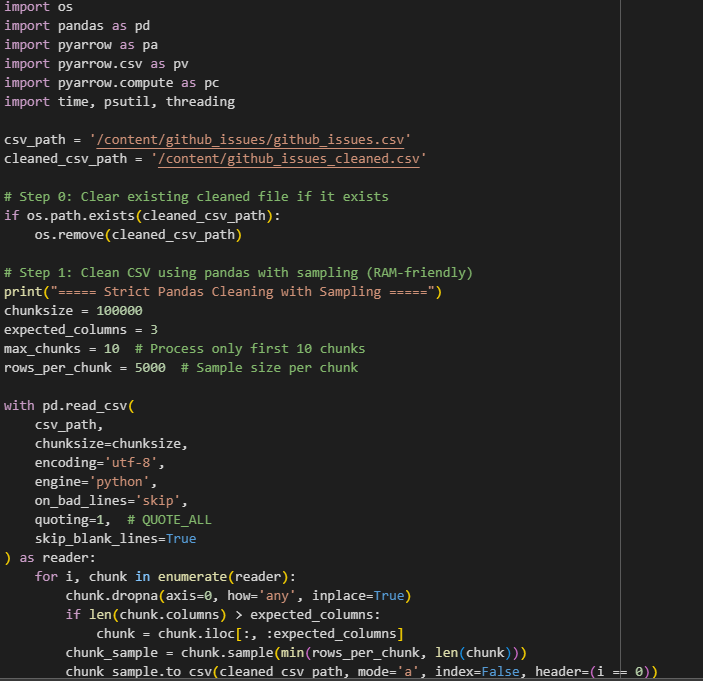 import os
import pandas as pd
import pyarrow as pa
import pyarrow.csv as pv
import pyarrow.compute as pc
import time, psutil, threading

csv_path = '/content/github_issues/github_issues.csv'
cleaned_csv_path = '/content/github_issues_cleaned.csv'

# Step 0: Clear existing cleaned file if it exists
if os.path.exists(cleaned_csv_path):
    os.remove(cleaned_csv_path)

# Step 1: Clean CSV using pandas with sampling (RAM-friendly)
print("===== Strict Pandas Cleaning with Sampling =====")
chunksize = 100000
expected_columns = 3
max_chunks = 10  # Process only first 10 chunks
rows_per_chunk = 5000  # Sample size per chunk

with pd.read_csv(
    csv_path,
    chunksize=chunksize,
    encoding='utf-8',
    engine='python',
    on_bad_lines='skip',
    quoting=1,  # QUOTE_ALL
    skip_blank_lines=True
) as reader:
    for i, chunk in enumerate(reader):
        chunk.dropna(axis=0, how='any', inplace=True)
        if len(chunk.columns) > expected_columns:
            chunk = chunk.iloc[:, :expected_columns]
        chunk_sample = chunk.sample(min(rows_per_chunk, len(chunk)))
        chunk_sample.to_csv(cleaned_csv_path, mode='a', index=False, header=(i == 0))